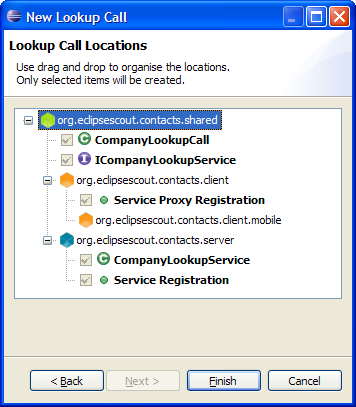 New Lookup Call
Lookup Call Locations
Use drag and drop to organise the locations.
Only selected items will be created.
org.eclipsescout.contacts.shared
C CompanyLookupCall
I ICompanyLookupService
org.eclipsescout.contacts.client
Service Proxy Registration
org.eclipsescout.contacts.client.mobile
org.eclipsescout.contacts.server
C CompanyLookupService
Service Registration
< Back Next > Finish Cancel